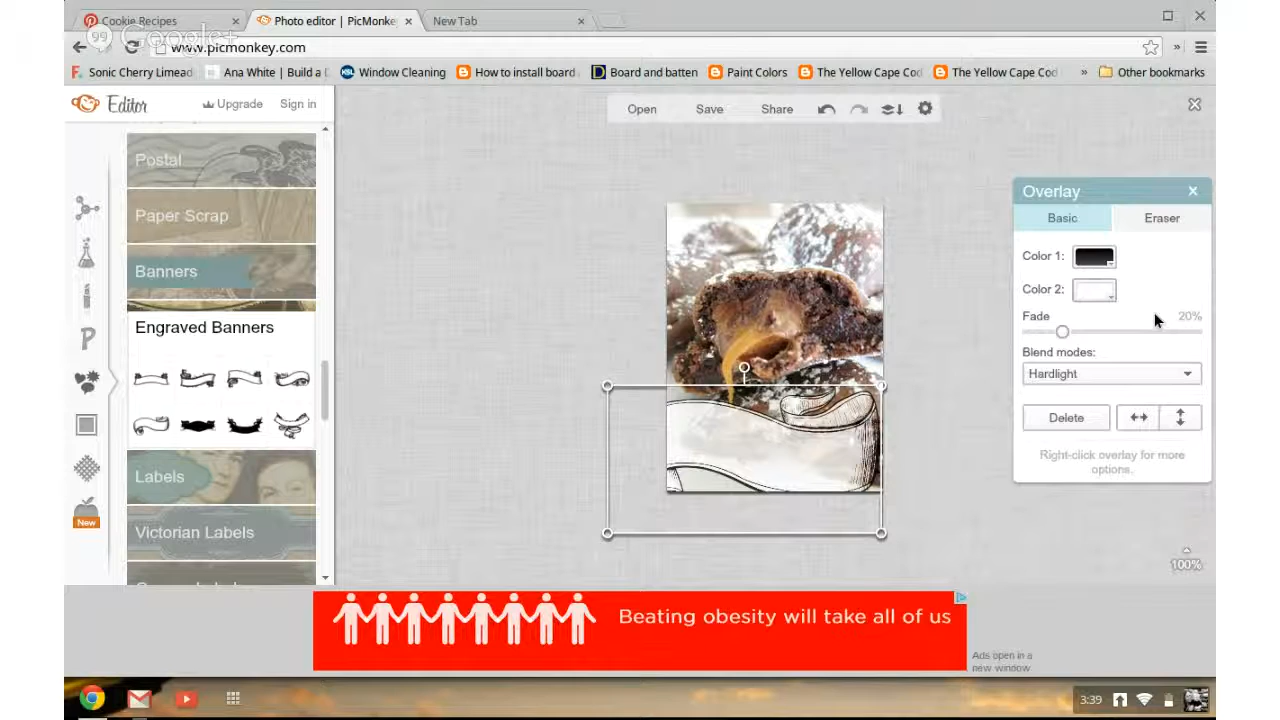 Cookie Recipes
Photo editor | PicMonke
New Tab
Google+
www.picmonkey.com
Sonic Cherry Limead
Ana White | Build a
Window Cleaning
How to install board
Board and batten
Paint Colors
The Yellow Cape Cod
The Yellow Cape Cod
»
Other bookmarks
Editor
Upgrade
Sign in
Open
Save
Share
Postal
Paper Scrap
Banners
Engraved Banners
Labels
Victorian Labels
New
Overlay
Basic
Eraser
Color 1:
Color 2:
Fade
20%
Blend modes:
Hardlight
Delete
Right-click overlay for more
options.
100%
Beating obesity will take all of us
Ads open in a
new window
3:39